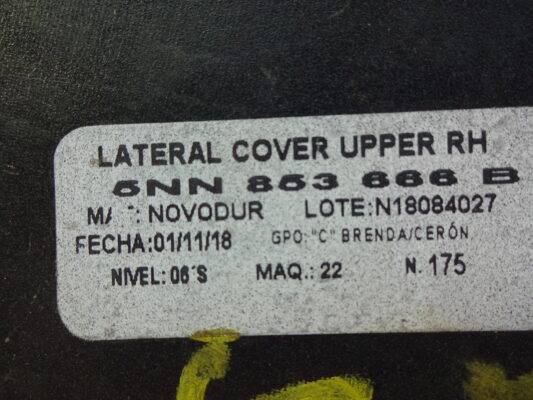 LATERAL COVER UPPER RH
5NN 853 666 B
NOVODUR LOTE:N18084027
FECHA:01/11/18 GPO:"C" BRENDA/CERÓN
NIVEL: 06'S MAQ.: 22 N. 175